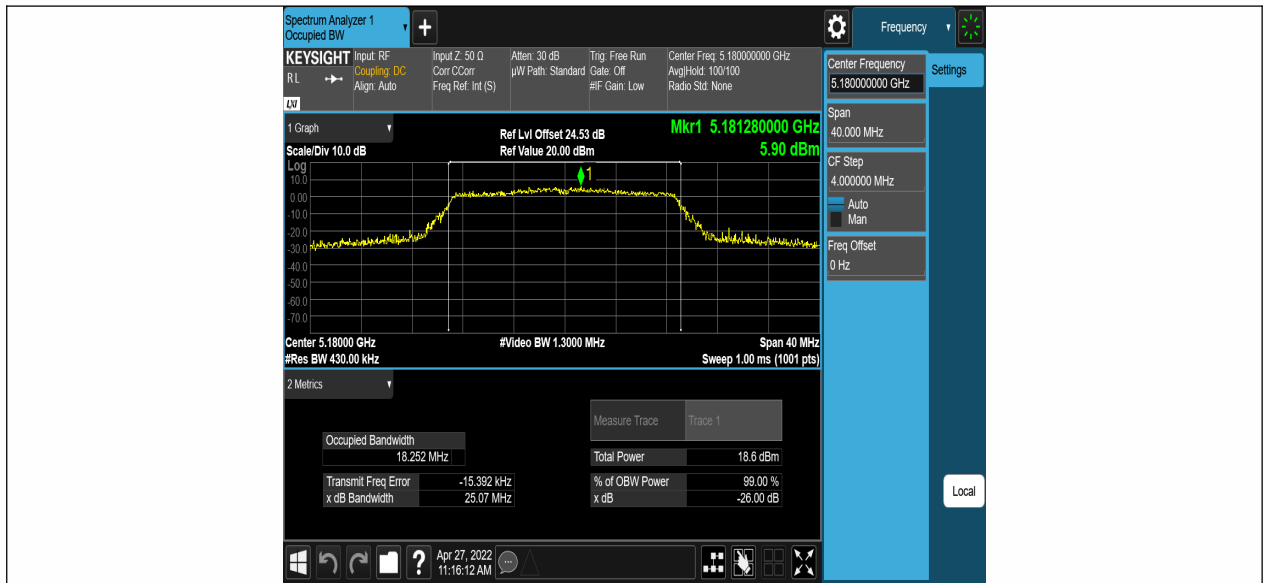 Spectrum Analyzer 1
Occupied BW
Frequency
KEYSIGHT
RL
LXI
Input: RF
Coupling: DC
Align: Auto
Input Z: 50 Ω
Corr CCorr
Freq Ref: Int (S)
Atten: 30 dB
µW Path: Standard
Trig: Free Run
Gate: Off
#IF Gain: Low
Center Freq: 5.180000000 GHz
Avg|Hold: 100/100
Radio Std: None
Center Frequency
5.180000000 GHz
Settings
Span
40.000 MHz
CF Step
4.000000 MHz
Auto
Man
Freq Offset
0 Hz
Local
1 Graph
Scale/Div 10.0 dB
Ref Lvl Offset 24.53 dB
Ref Value 20.00 dBm
Mkr1 5.181280000 GHz
5.90 dBm
Log
10.0
0.00
-10.0
-20.0
-30.0
-40.0
-50.0
-60.0
-70.0
1
Center 5.18000 GHz
#Res BW 430.00 kHz
#Video BW 1.3000 MHz
Span 40 MHz
Sweep 1.00 ms (1001 pts)
2 Metrics
Measure Trace Trace 1
Occupied Bandwidth
18.252 MHz
Total Power 18.6 dBm
Transmit Freq Error -15.392 kHz
% of OBW Power 99.00 %
x dB Bandwidth 25.07 MHz
x dB -26.00 dB
Apr 27, 2022
11:16:12 AM